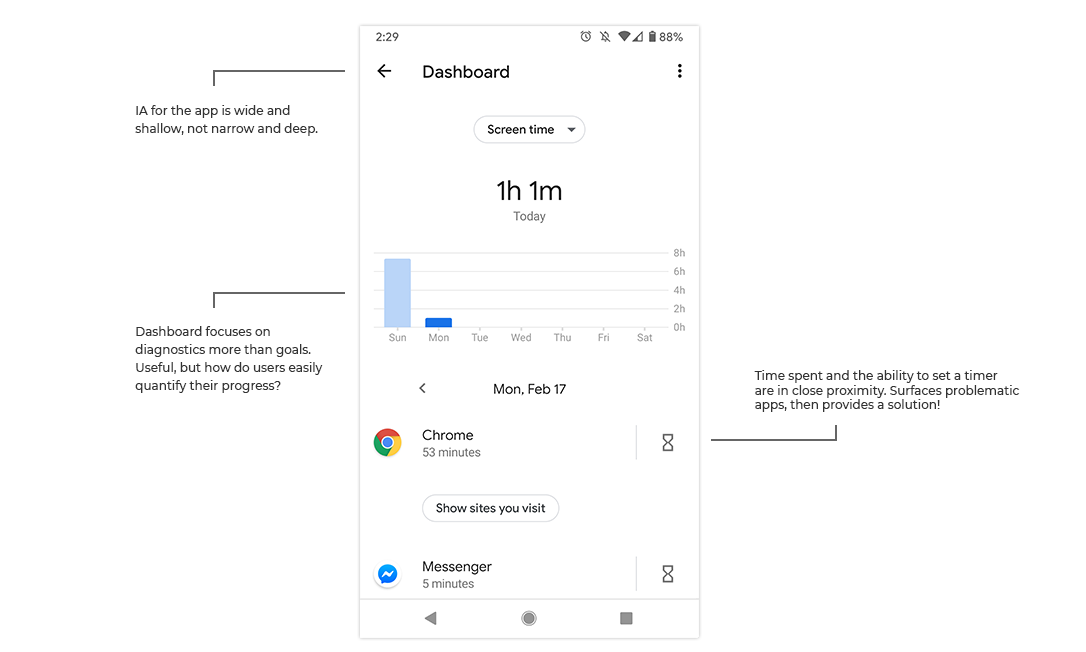 2:29
88%
Dashboard
IA for the app is wide and
shallow, not narrow and deep.
Screen time
1h 1m
Today
8h
6h
4h
2h
0h
Sun Mon Tue Wed Thu Fri Sat
Dashboard focuses on
diagnostics more than goals.
Useful, but how do users easily
quantify their progress?
Mon, Feb 17
Time spent and the ability to set a timer
are in close proximity. Surfaces problematic
apps, then provides a solution!
Chrome
53 minutes
Show sites you visit
Messenger
5 minutes